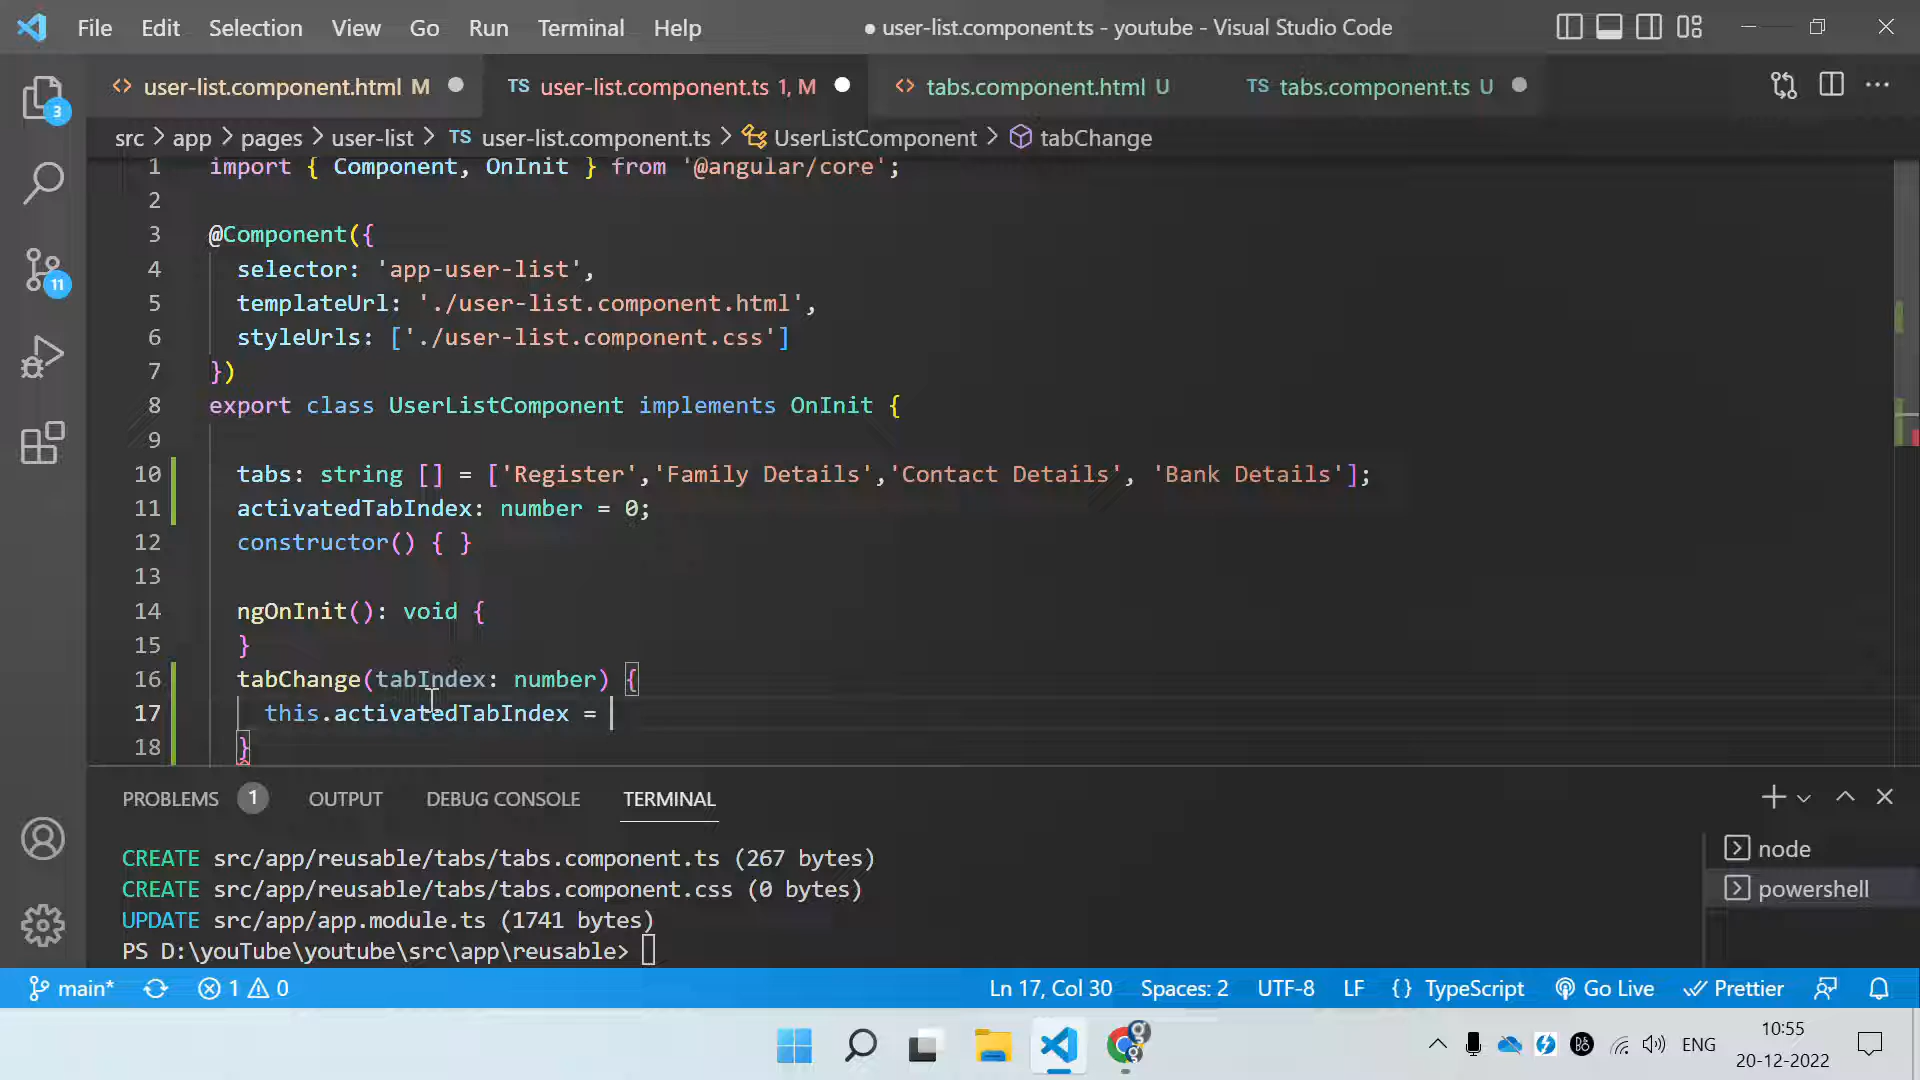 File Edit Selection View Go Run Terminal Help
● user-list.component.ts - youtube - Visual Studio Code
<> user-list.component.html M ●
TS user-list.component.ts 1, M ●
<> tabs.component.html U
TS tabs.component.ts U ●
src > app > pages > user-list > TS user-list.component.ts > UserListComponent > tabChange
1 import { Component, OnInit } from '@angular/core';
2
3 @Component({
4 selector: 'app-user-list',
5 templateUrl: './user-list.component.html',
6 styleUrls: ['./user-list.component.css']
7 })
8 export class UserListComponent implements OnInit {
9
10 tabs: string [] = ['Register','Family Details','Contact Details', 'Bank Details'];
11 activatedTabIndex: number = 0;
12 constructor() { }
13
14 ngOnInit(): void {
15 }
16 tabChange(tabIndex: number) {
17 this.activatedTabIndex =
18 }
3
11
PROBLEMS 1 OUTPUT DEBUG CONSOLE TERMINAL
CREATE src/app/reusable/tabs/tabs.component.ts (267 bytes)
CREATE src/app/reusable/tabs/tabs.component.css (0 bytes)
UPDATE src/app/app.module.ts (1741 bytes)
PS D:\youTube\youtube\src\app\reusable>
node
powershell
main* 1 0
Ln 17, Col 30 Spaces: 2 UTF-8 LF {} TypeScript Go Live Prettier
ENG
10:55
20-12-2022